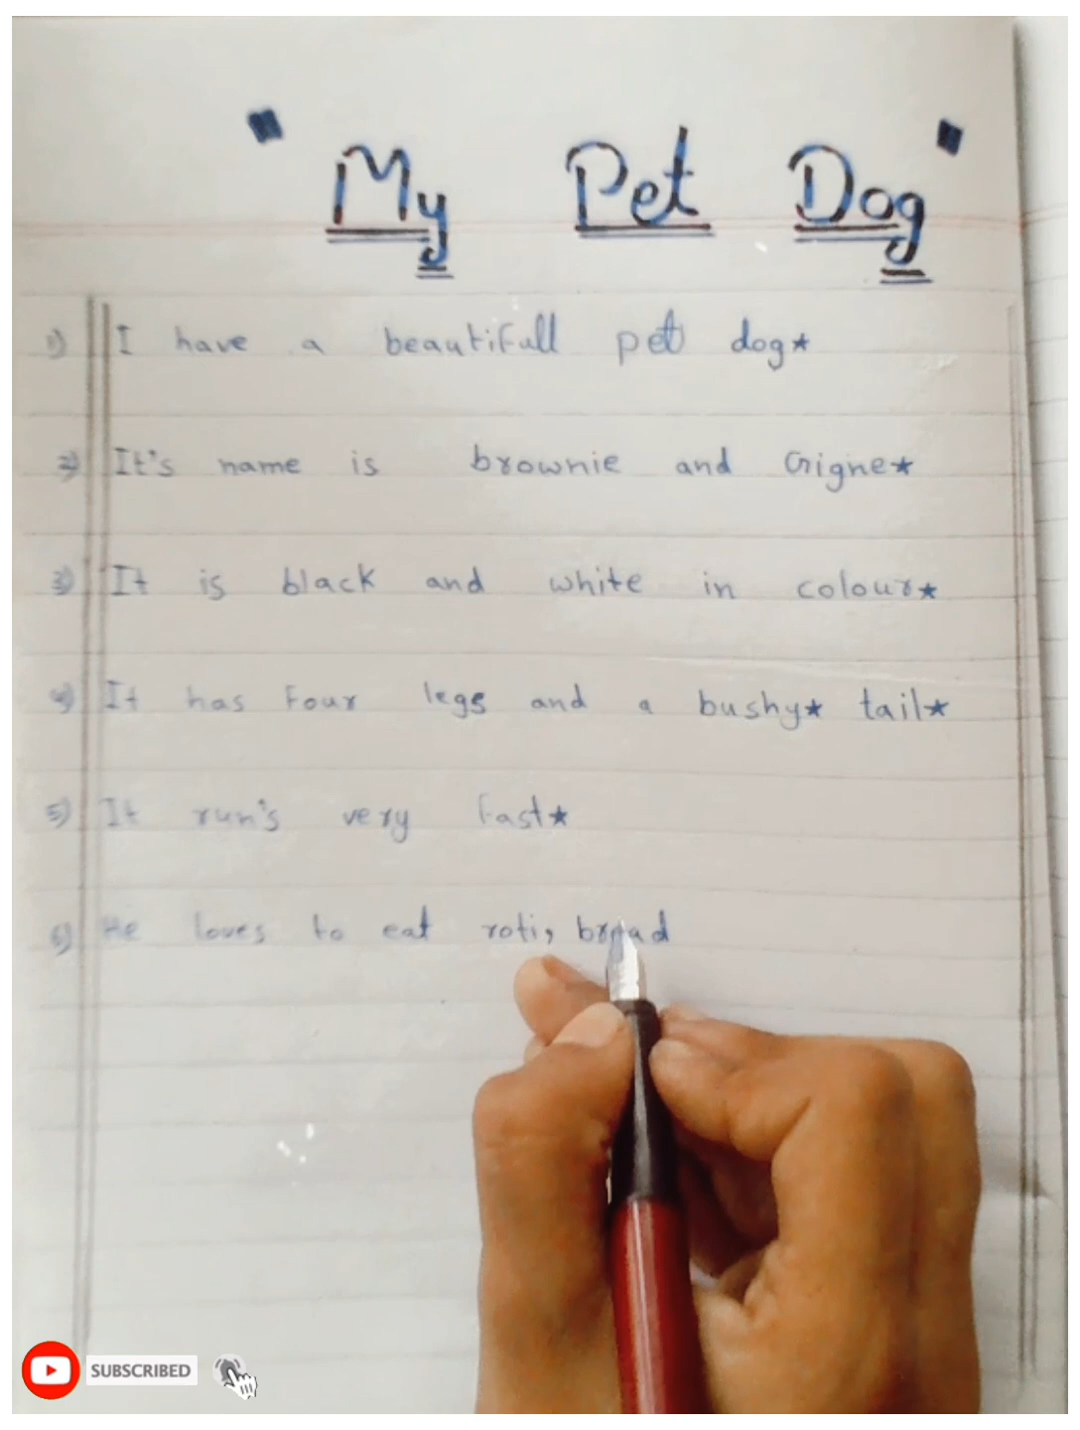 " My Pet Dog "
1) I have a beautifull pet dog★
2) It's name is brownie and Gigne★
3) It is black and white in colour★
4) It has four legs and a bushy★ tail★
5) It run's very fast★
6) He loves to eat roti, bread
SUBSCRIBED